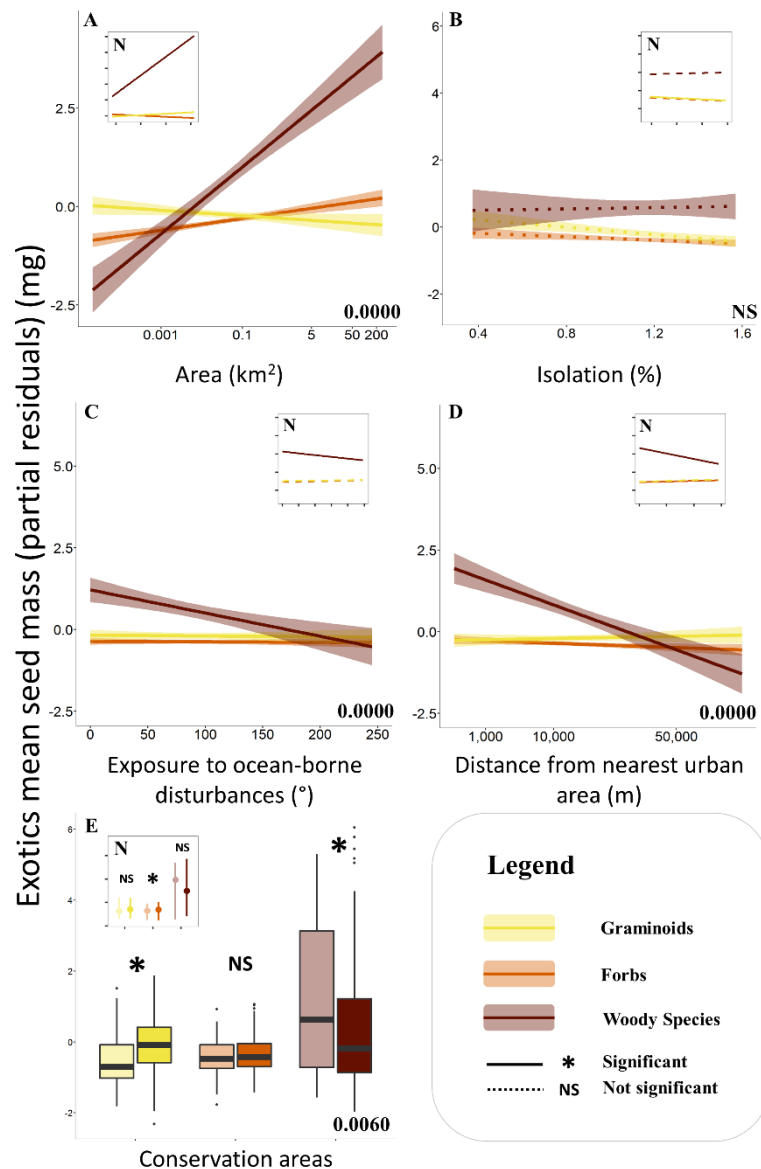 Exotics mean seed mass (partial residuals) (mg)
A
N
2.5
0.0
-2.5
0.0000
0.001 0.1 5 50 200
Area (km²)
B
N
6
4
2
0
-2
NS
0.4 0.8 1.2 1.6
Isolation (%)
C
N
5.0
2.5
0.0
-2.5
0.0000
0 50 100 150 200 250
Exposure to ocean-borne
disturbances (°)
D
N
5.0
2.5
0.0
-2.5
0.0000
1,000 10,000 50,000
Distance from nearest urban
area (m)
E
N
NS * NS
6
4
2
0
-2
* NS *
0.0060
Conservation areas
Legend
Graminoids
Forbs
Woody Species
* Significant
NS Not significant